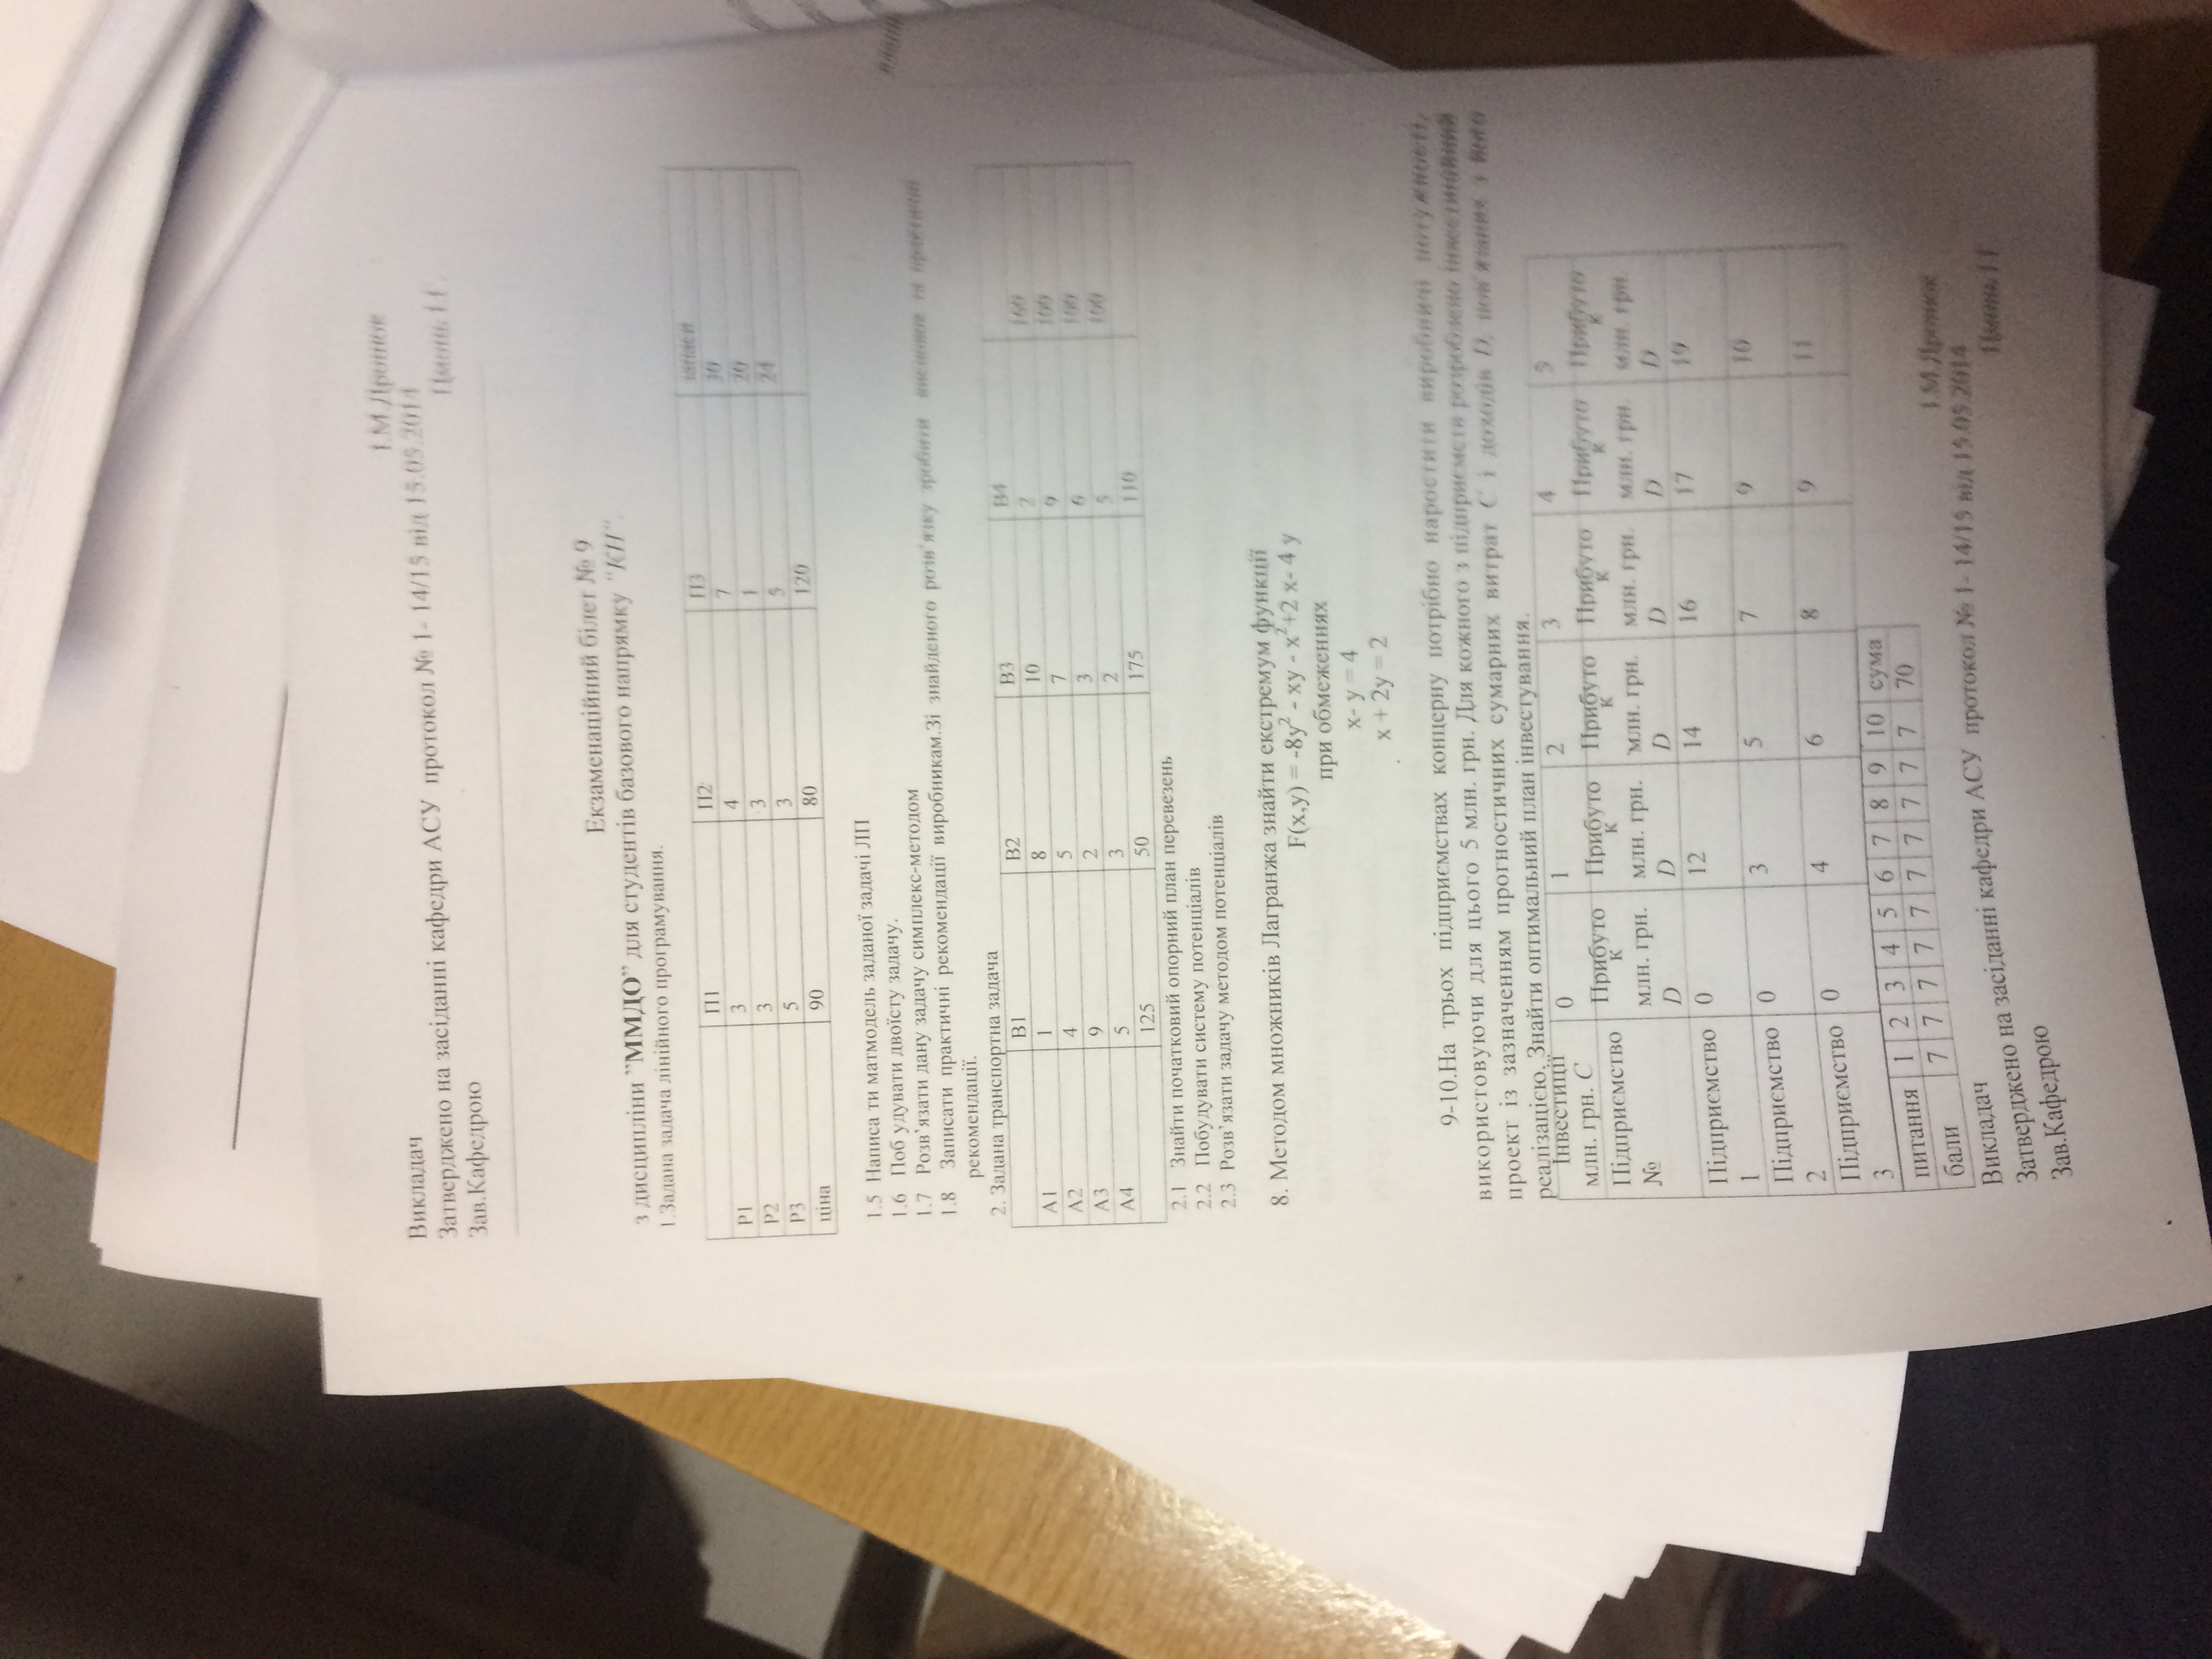 І.М.Дронюк
Викладач
Затверджено на засіданні кафедри АСУ протокол № 1- 14/15 від 15.05.2014
Зав.Кафедрою
Екзаменаційний білет № 9
з дисципліни ”ММДО” для студентів базового напрямку “КН”
1.Задана задача лінійного програмування.
П1 П2 П3 запаси
Р1 3 4 7 30
Р2 3 3 1 20
Р3 5 3 5 24
ціна 90 80 120
1.5 Написа ти матмодель заданої задачі ЛП
1.6 Поб удувати двоїсту задачу.
1.7 Розв’язати дану задачу симплекс-методом
1.8 Записати практичні рекомендації виробникам.Зі знайденого розв’язку зробити висновок та практичні
рекомендації.
2. Задана транспортна задача
В1 В2 В3 В4
А1 1 8 10 2 160
А2 4 5 7 9 100
А3 9 2 3 6 100
А4 5 3 2 5 100
125 50 175 110
2.1 Знайти початковий опорний план перевезень
2.2 Побудувати систему потенціалів
2.3 Розв’язати задачу методом потенціалів
8. Методом множників Лагранжа знайти екстремум функції
F(x,y) = -8y² - xy - x²+2 x- 4 y
при обмеженнях
x- y = 4
x + 2y = 2
9-10.На трьох підприємствах концерну потрібно наростити виробничі потужності,
використовуючи для цього 5 млн. грн. Для кожного з підприємств розроблено інвестиційний
проект із зазначенням прогностичних сумарних витрат C і доходів D, пов’язаних з його
реалізацією. Знайти оптимальний план інвестування.
Інвестиції 0 1 2 3 4 5
млн. грн. C
Підприємство Прибуто Прибуто Прибуто Прибуто Прибуто Прибуто
к к к к к к
№ млн. грн. млн. грн. млн. грн. млн. грн. млн. грн. млн. грн.
D D D D D D
Підприємство 0 12 14 16 17 19
1
Підприємство 0 3 5 7 9 10
2
Підприємство 0 4 6 8 9 11
3
питання 1 2 3 4 5 6 7 8 9 10 сума
бали 7 7 7 7 7 7 7 7 7 7 70
І.М.Дронюк
Викладач
Затверджено на засіданні кафедри АСУ протокол № 1- 14/15 від 15.05.2014
Зав.Кафедрою